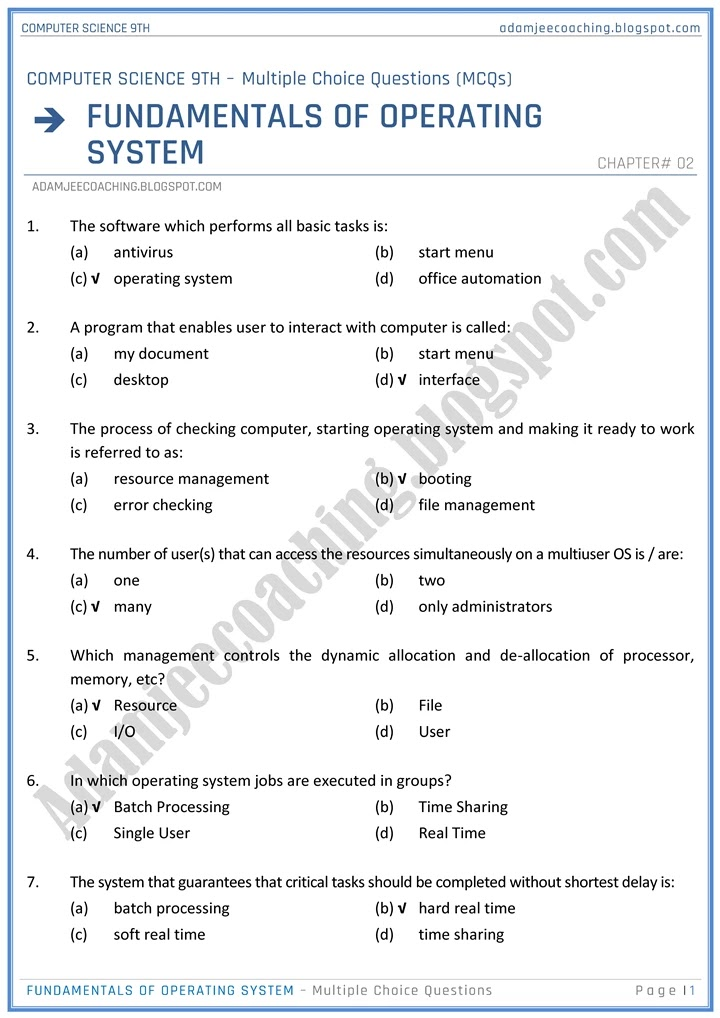 COMPUTER SCIENCE 9TH adamjeecoaching.blogspot.com
COMPUTER SCIENCE 9TH – Multiple Choice Questions (MCQs)
➔ FUNDAMENTALS OF OPERATING
SYSTEM
CHAPTER# 02
ADAMJEECOACHING.BLOGSPOT.COM
1. The software which performs all basic tasks is:
(a) antivirus (b) start menu
(c) √ operating system (d) office automation
2. A program that enables user to interact with computer is called:
(a) my document (b) start menu
(c) desktop (d) √ interface
3. The process of checking computer, starting operating system and making it ready to work
is referred to as:
(a) resource management (b) √ booting
(c) error checking (d) file management
4. The number of user(s) that can access the resources simultaneously on a multiuser OS is / are:
(a) one (b) two
(c) √ many (d) only administrators
5. Which management controls the dynamic allocation and de-allocation of processor,
memory, etc?
(a) √ Resource (b) File
(c) I/O (d) User
6. In which operating system jobs are executed in groups?
(a) √ Batch Processing (b) Time Sharing
(c) Single User (d) Real Time
7. The system that guarantees that critical tasks should be completed without shortest delay is:
(a) batch processing (b) √ hard real time
(c) soft real time (d) time sharing
Adamjeecoaching.blogspot.com
FUNDAMENTALS OF OPERATING SYSTEM – Multiple Choice Questions Page | 1